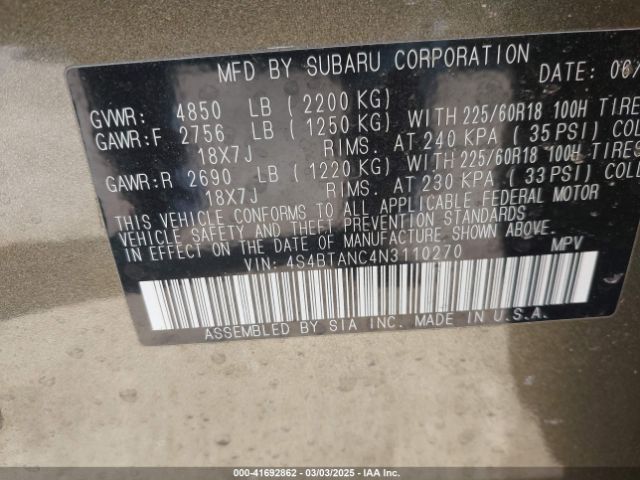 MFD BY SUBARU CORPORATION DATE: 06/
GVWR: 4850 LB (2200 KG)
GAWR:F 2756 LB (1250 KG) WITH 225/60R18 100H TIRE
18X7J RIMS. AT 240 KPA (35 PSI) COL
GAWR:R 2690 LB (1220 KG) WITH 225/60R18 100H TIRES
18X7J RIMS. AT 230 KPA (33 PSI) COLD
THIS VEHICLE CONFORMS TO ALL APPLICABLE FEDERAL MOTOR
VEHICLE SAFETY AND THEFT PREVENTION STANDARDS
IN EFFECT ON THE DATE OF MANUFACTURE SHOWN ABOVE.
VIN: 4S4BTANC4N3110270 MPV
ASSEMBLED BY SIA INC. MADE IN U.S.A.
000-41692862 - 03/03/2025 - IAA Inc.